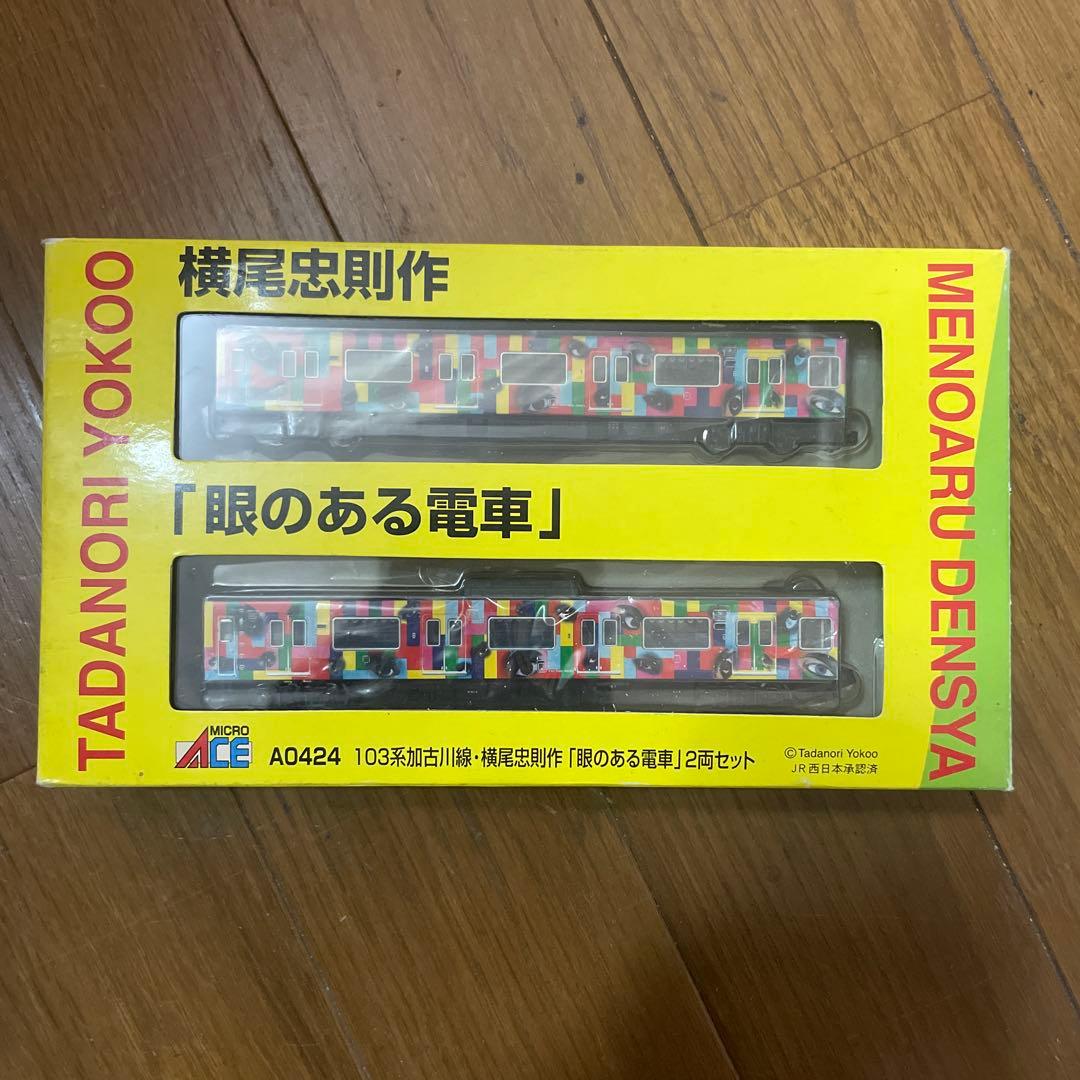 TADANORI YOKOO
横尾忠則作
「眼のある電車」
MENOARU DENSYA
MICRO ACE
A0424 103系加古川線・横尾忠則作「眼のある電車」2両セット
©Tadanori Yokoo
JR西日本承認済